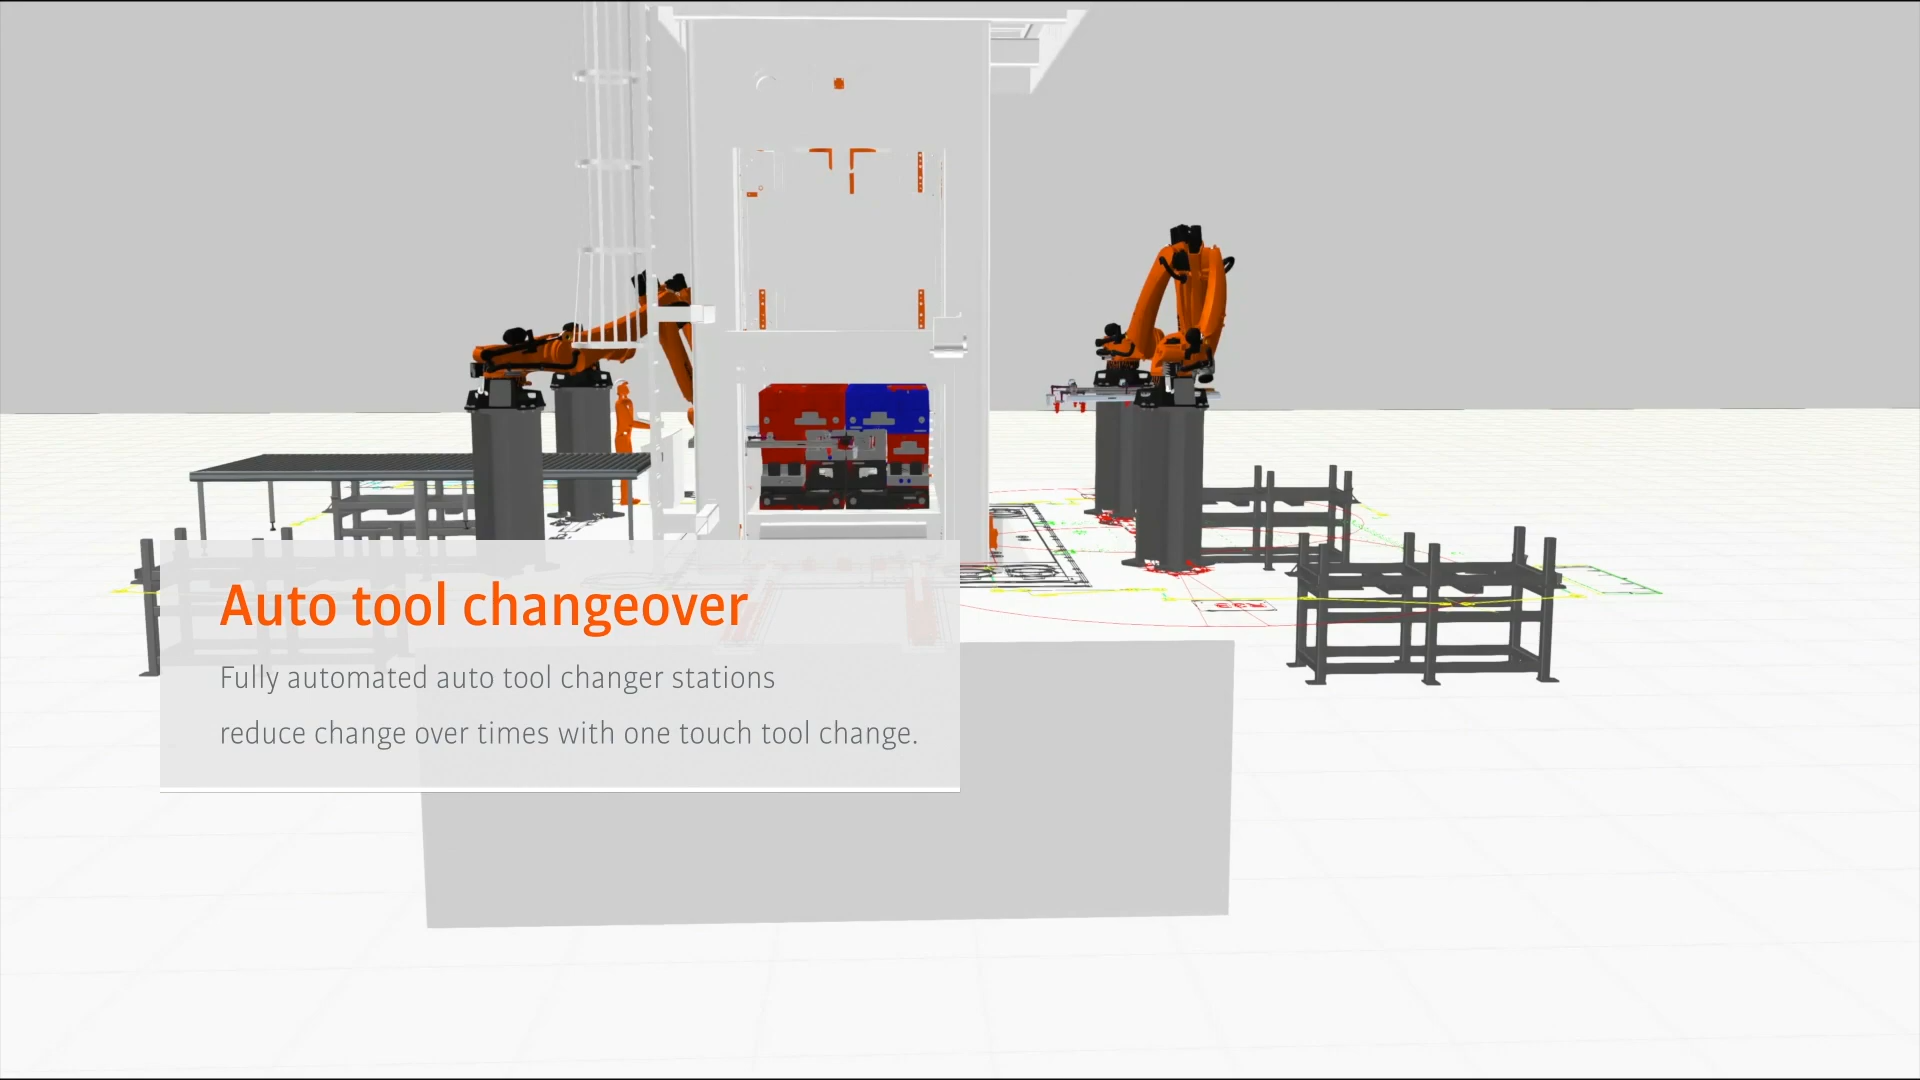 Auto tool changeover
Fully automated auto tool changer stations
reduce change over times with one touch tool change.